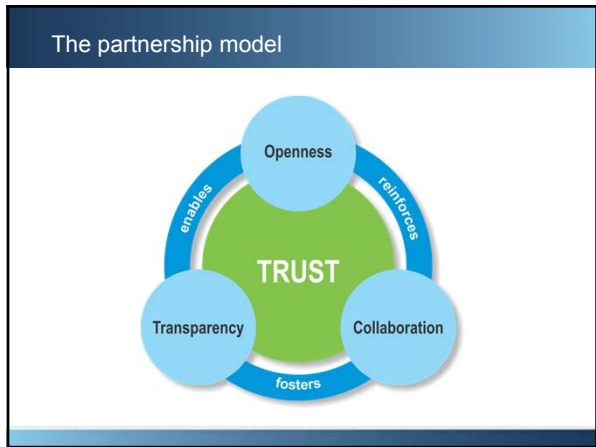 The partnership model
Openness
enables
reinforces
TRUST
Transparency
Collaboration
fosters